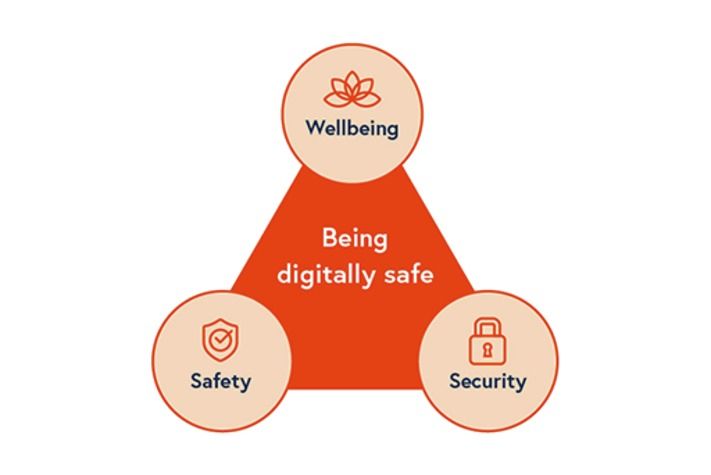 Wellbeing
Being
digitally safe
Safety
Security